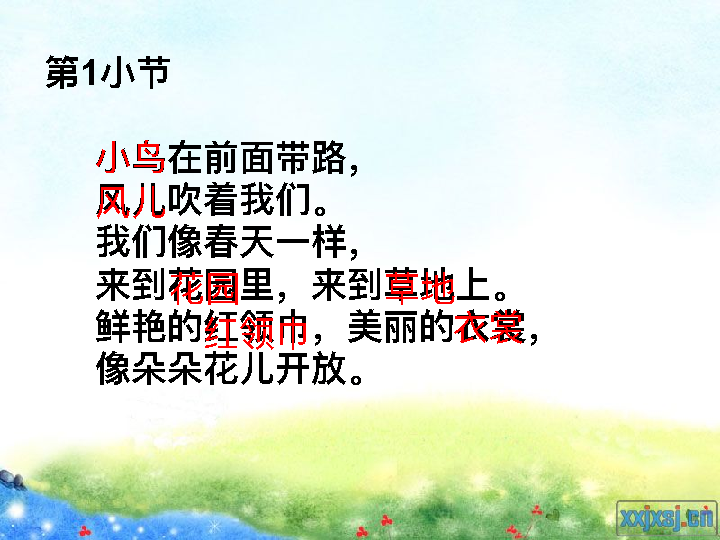 第1小节
小鸟在前面带路，
风儿吹着我们。
我们像春天一样，
来到花园里，来到草地上。
鲜艳的红领巾，美丽的衣裳，
像朵朵花儿开放。
xxjxsj.cn